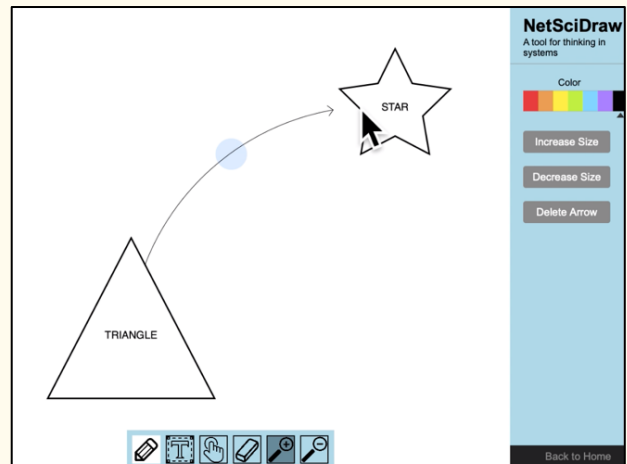 NetSciDraw
A tool for thinking in
systems
Color
STAR
Increase Size
Decrease Size
Delete Arrow
TRIANGLE
T
Back to Home